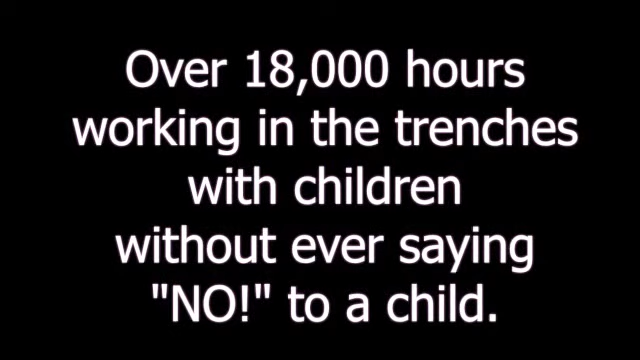 Over 18,000 hours
working in the trenches
with children
without ever saying
"NO!" to a child.